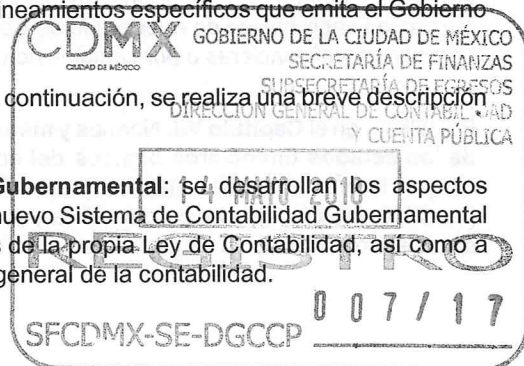 lineamientos específicos que emita el Gobierno
CDMX
CIUDAD DE MÉXICO
GOBIERNO DE LA CIUDAD DE MÉXICO
SECRETARÍA DE FINANZAS
SUBSECRETARÍA DE EGRESOS
continuación, se realiza una breve descripción
DIRECCIÓN GENERAL DE CONTABILIDAD
Y CUENTA PÚBLICA
Gubernamental: se desarrollan los aspectos
MAYO
nuevo Sistema de Contabilidad Gubernamental
de la propia Ley de Contabilidad, así como a
REGISTRO
general de la contabilidad.
007/17
SFCDMX-SE-DGCCP